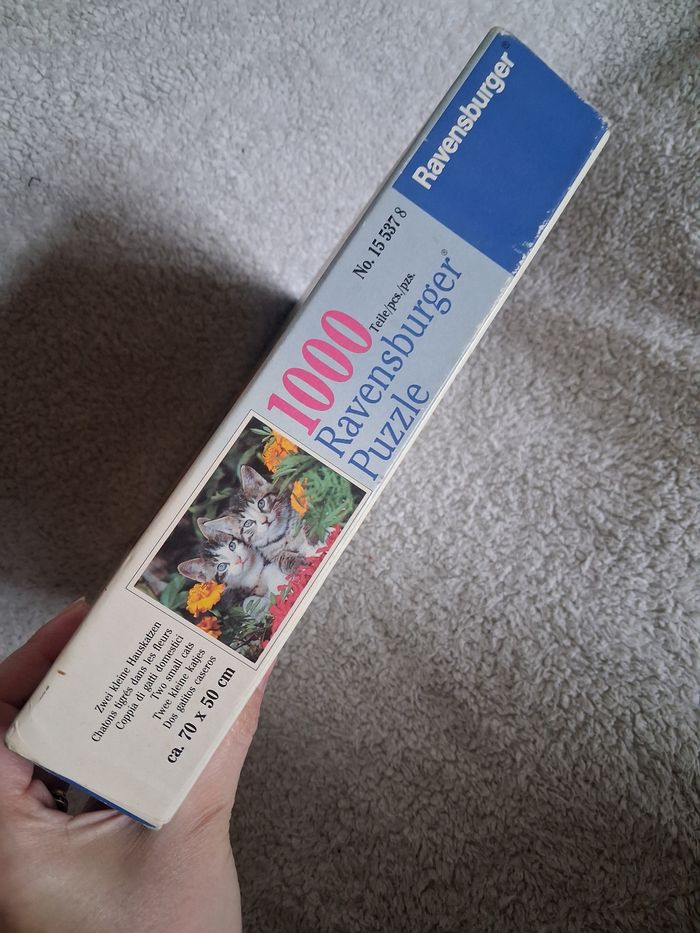 Ravensburger®
No. 15 537 8
1000 Teile/pcs./pzs.
Ravensburger®
Puzzle
Zwei kleine Hauskatzen
Chatons tigrés dans les fleurs
Coppia di gatti domestici
Two small cats
Twee kleine katjes
Dos gatitos caseros
ca. 70 x 50 cm